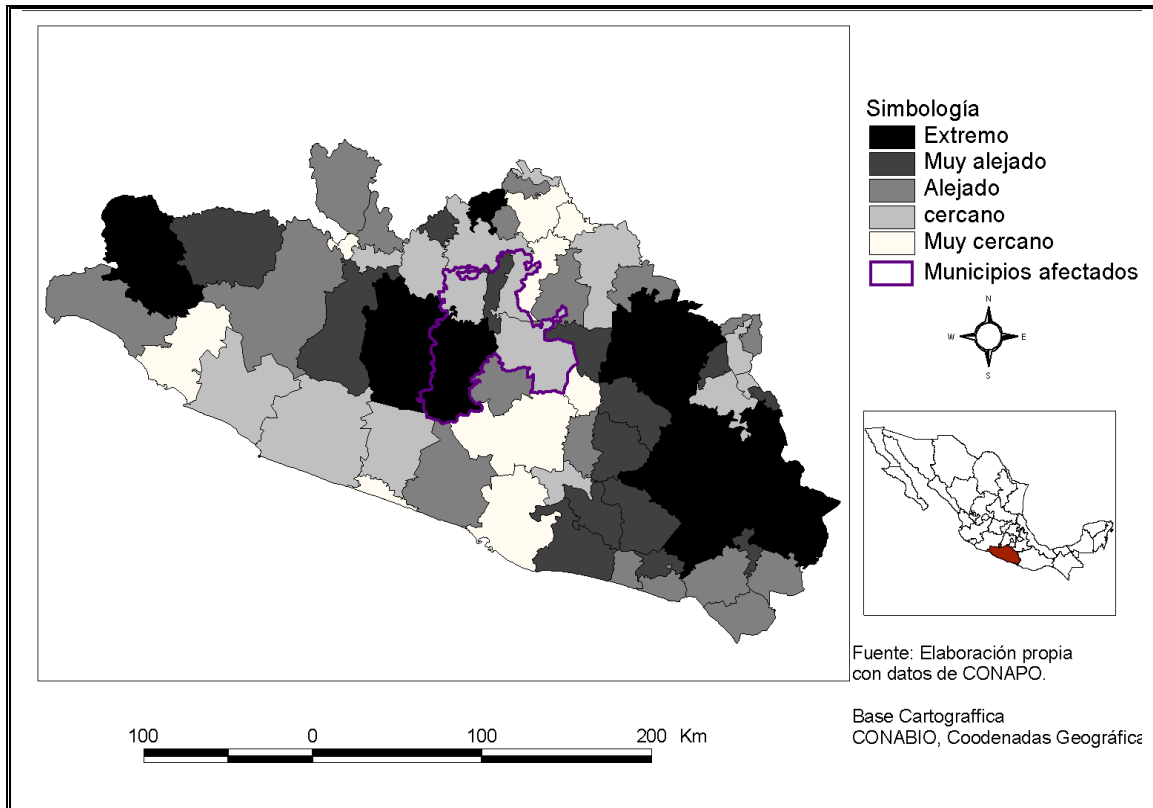 Simbología
Extremo
Muy alejado
Alejado
cercano
Muy cercano
Municipios afectados
N
W E
S
Fuente: Elaboración propia
con datos de CONAPO.
Base Cartograffica
CONABIO, Coodenadas Geográfica
100 0 100 200 Km